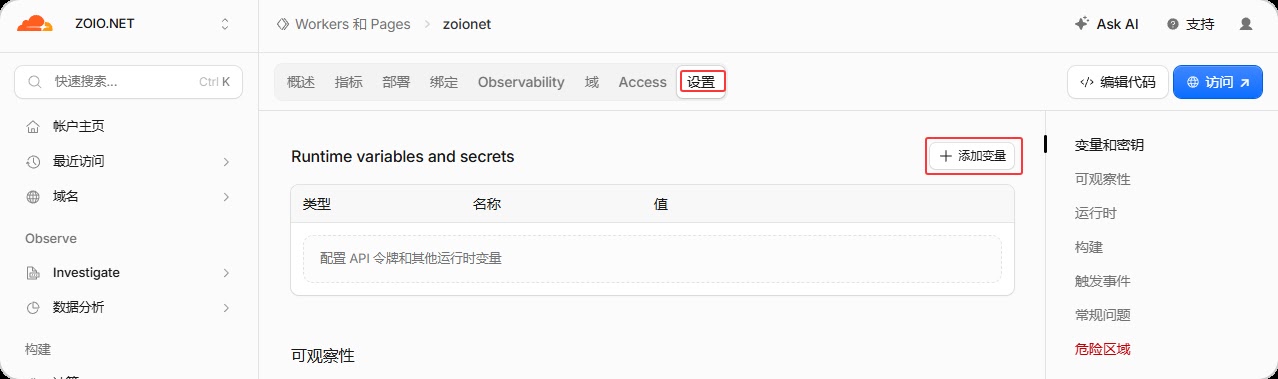 ZOIO.NET
Workers 和 Pages
zoionet
Ask AI
支持
快速搜索... Ctrl K
概述 指标 部署 绑定 Observability 域 Access 设置
编辑代码
访问
帐户主页
最近访问
域名
Observe
Investigate
数据分析
构建
Runtime variables and secrets
添加变量
类型 名称 值
配置 API 令牌和其他运行时变量
可观察性
变量和密钥
可观察性
运行时
构建
触发事件
常规问题
危险区域